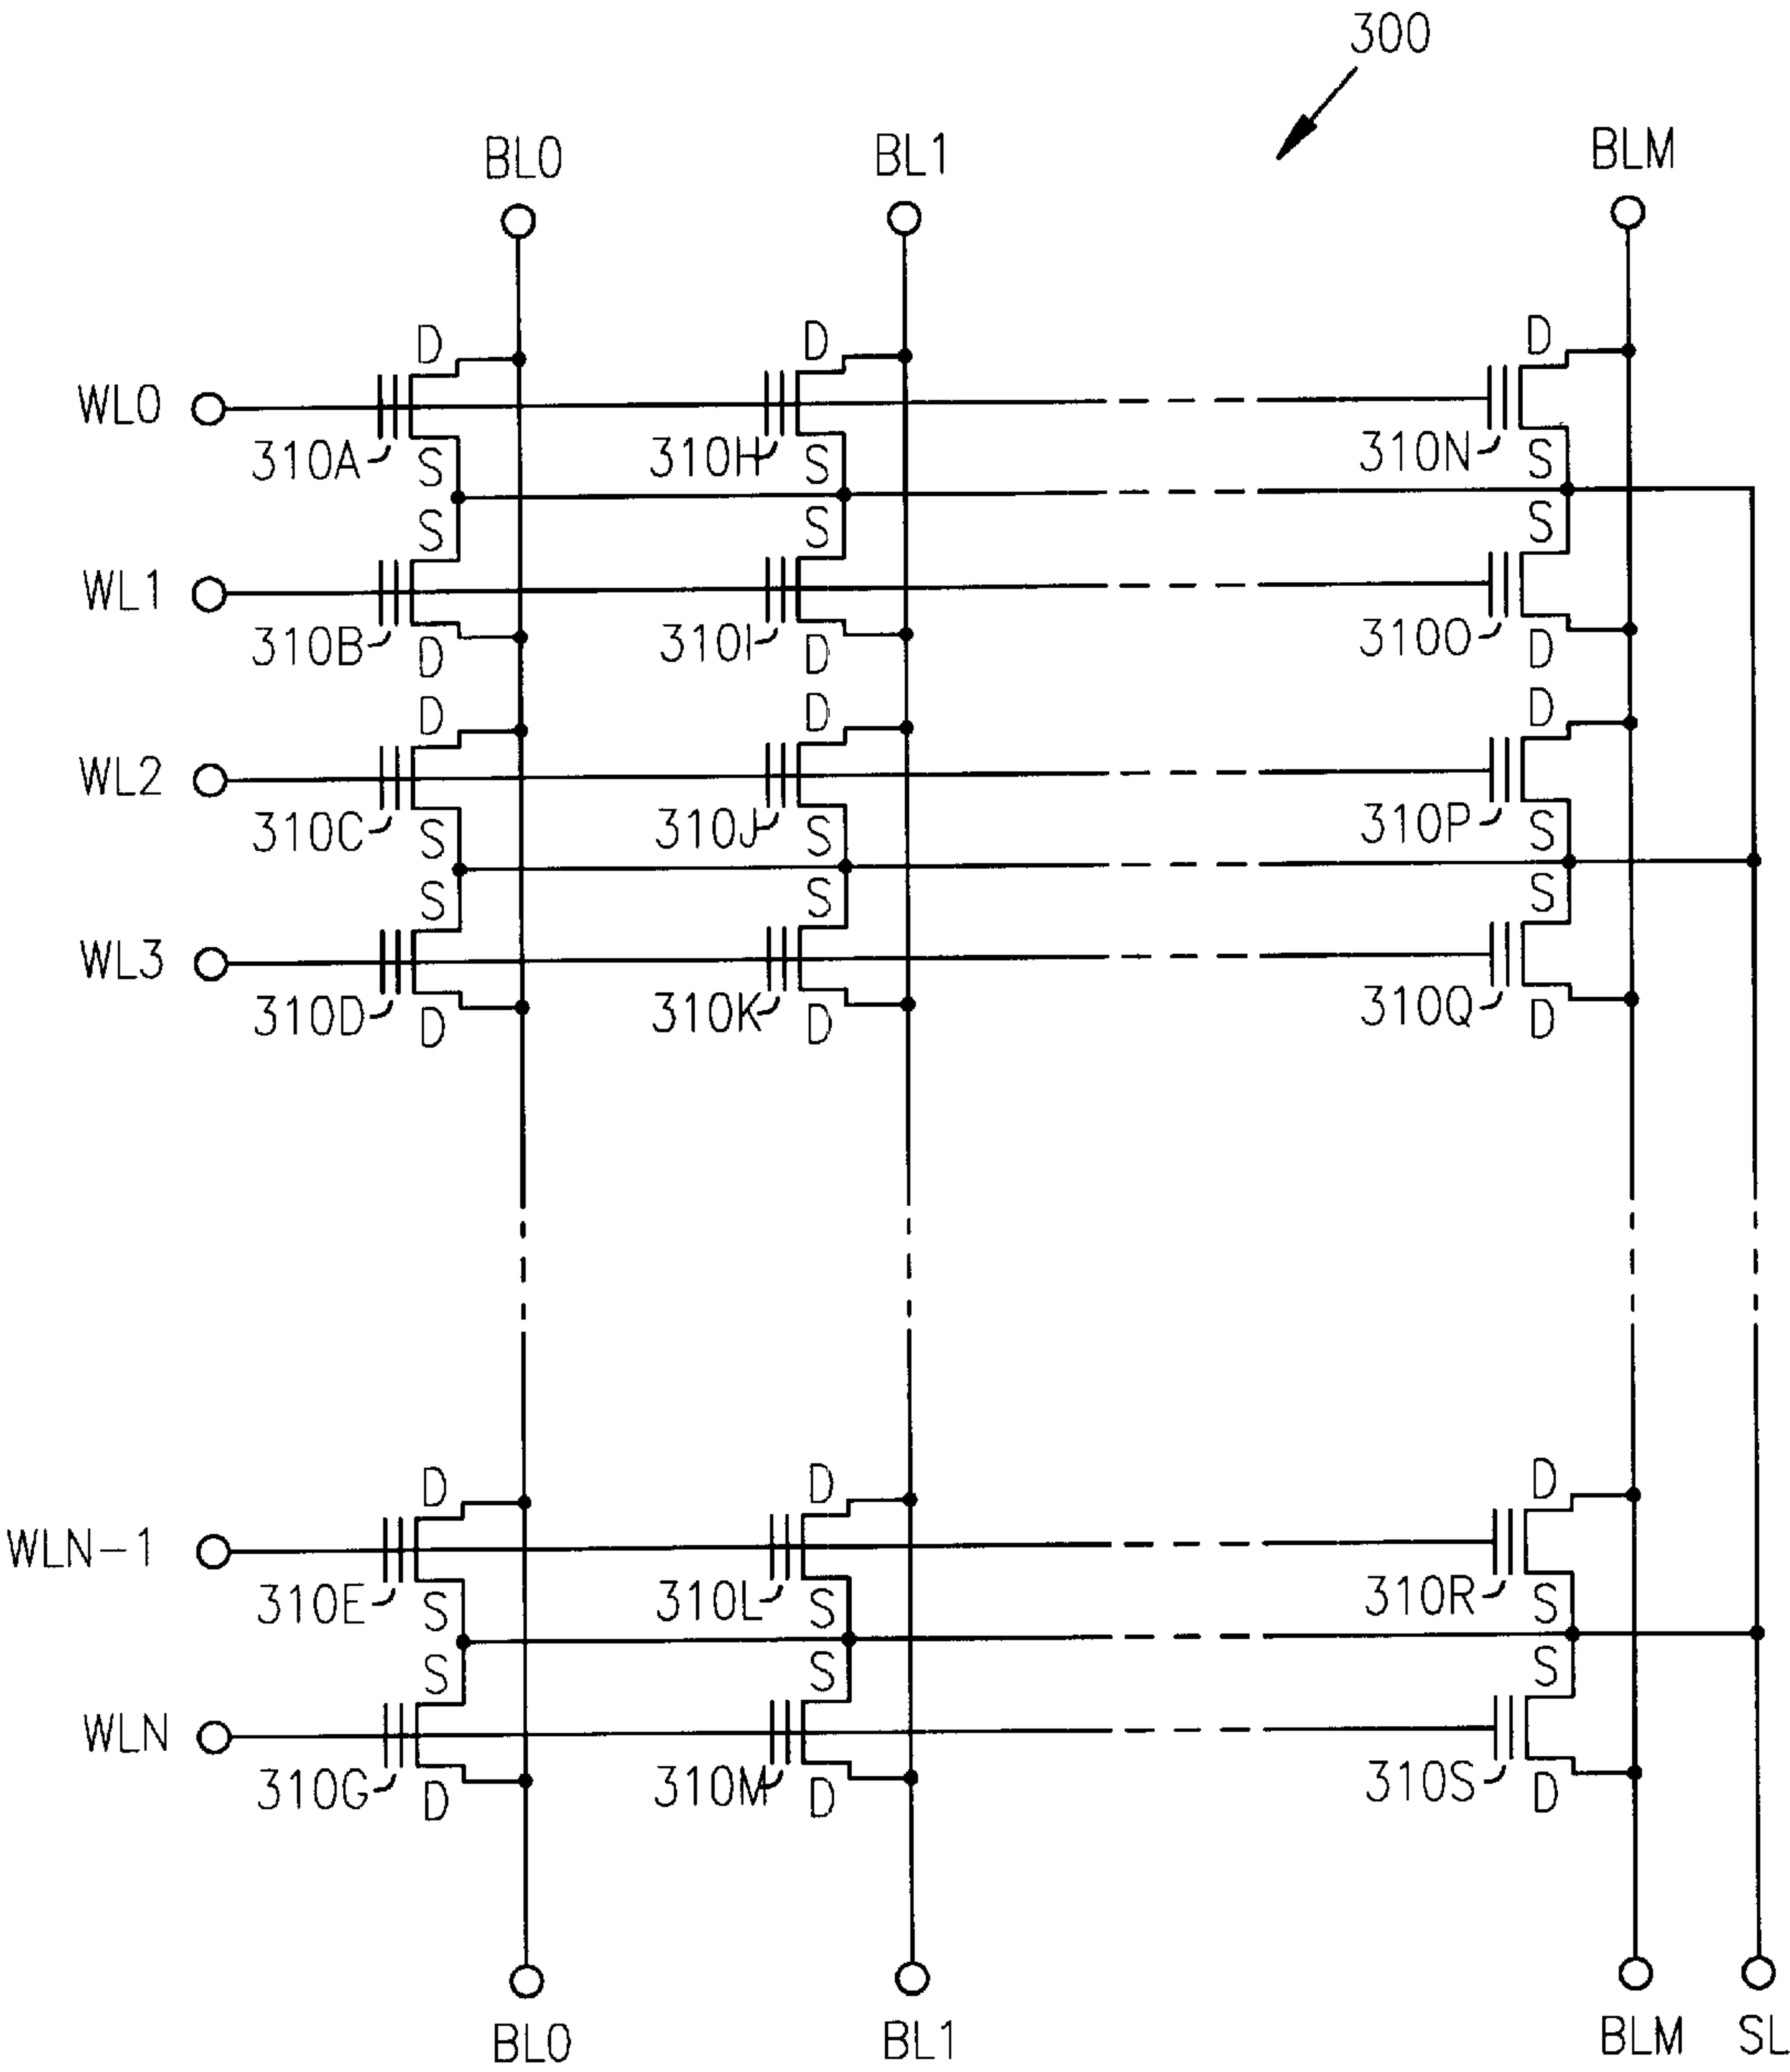 300
BL0 BL1 BLM
D D D
WL0
310A 310H 310N
S S S
S S S
WL1
310B 310I 310O
D D D
D D D
WL2
310C 310J 310P
S S S
S S S
WL3
310D 310K 310Q
D D D
D D D
WLN-1
310E 310L 310R
S S S
S S S
WLN
310G 310M 310S
D D D
BL0 BL1 BLM SL